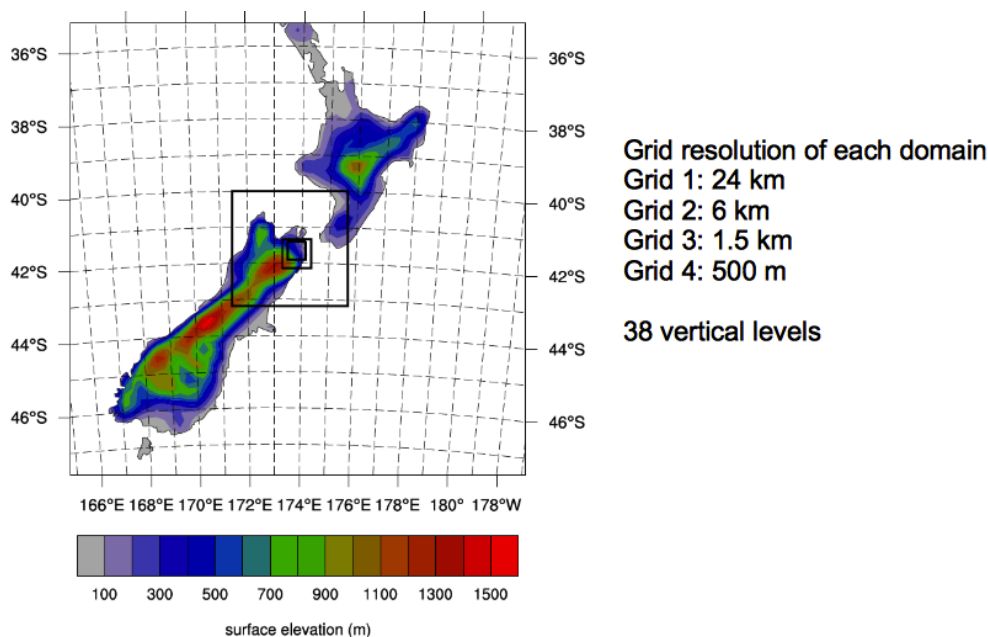 36°S
38°S
40°S
42°S
44°S
46°S
36°S
38°S
40°S
42°S
44°S
46°S
166°E 168°E 170°E 172°E 174°E 176°E 178°E 180° 178°W
100 300 500 700 900 1100 1300 1500
surface elevation (m)
Grid resolution of each domain
Grid 1: 24 km
Grid 2: 6 km
Grid 3: 1.5 km
Grid 4: 500 m
38 vertical levels